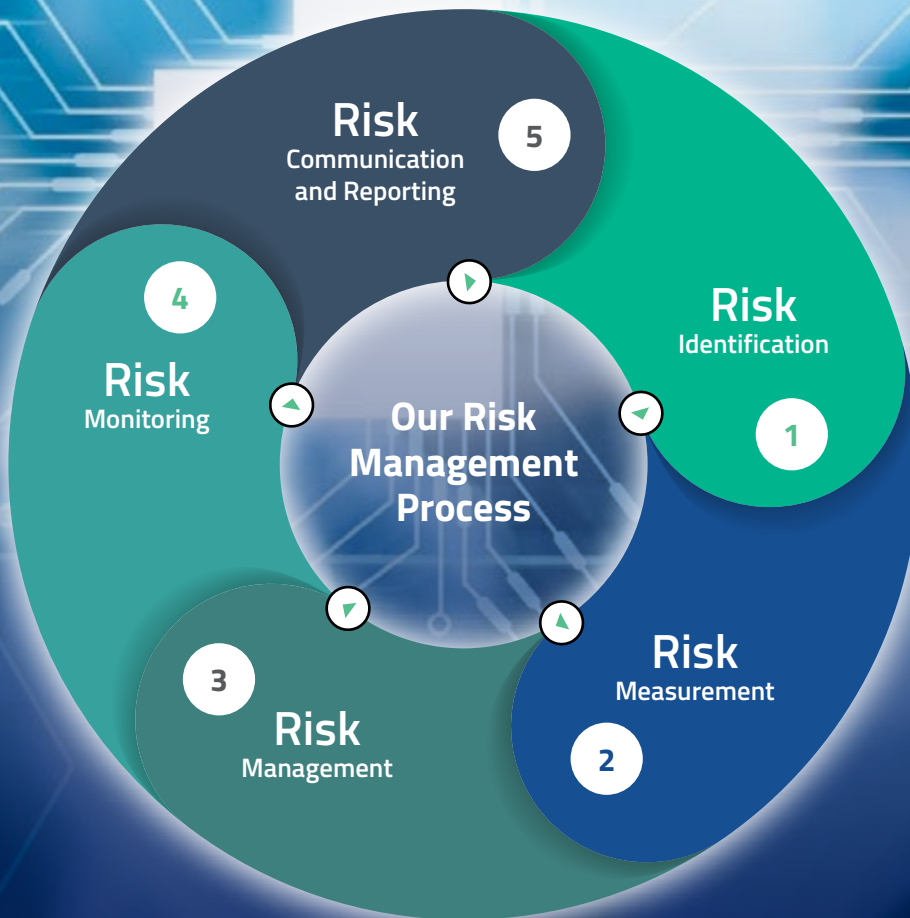 Our Risk
Management
Process
Risk
Identification
1
Risk
Measurement
2
3
Risk
Management
4
Risk
Monitoring
Risk
Communication
and Reporting
5